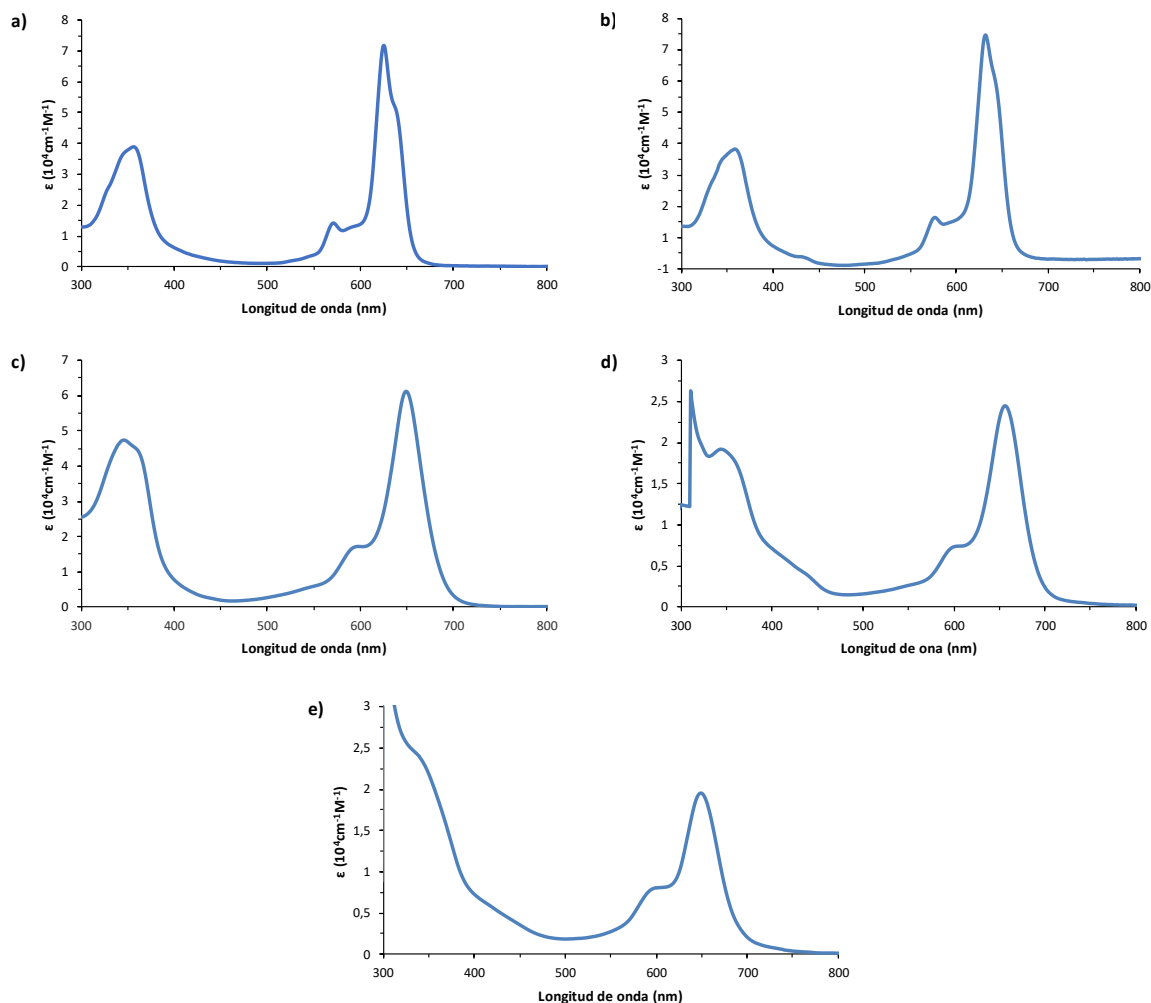 a)
8
7
6
5
4
3
2
1
0
ε (10⁴cm⁻¹M⁻¹)
300 400 500 600 700 800
Longitud de onda (nm)
b)
8
7
6
5
4
3
2
1
-1
ε (10⁴cm⁻¹M⁻¹)
300 400 500 600 700 800
Longitud de onda (nm)
c)
7
6
5
4
3
2
1
0
ε (10⁴cm⁻¹M⁻¹)
300 400 500 600 700 800
Longitud de onda (nm)
d)
3
2,5
2
1,5
1
0,5
0
ε (10⁴cm⁻¹M⁻¹)
300 400 500 600 700 800
Longitud de ona (nm)
e)
3
2,5
2
1,5
1
0,5
0
ε (10⁴cm⁻¹M⁻¹)
300 400 500 600 700 800
Longitud de onda (nm)